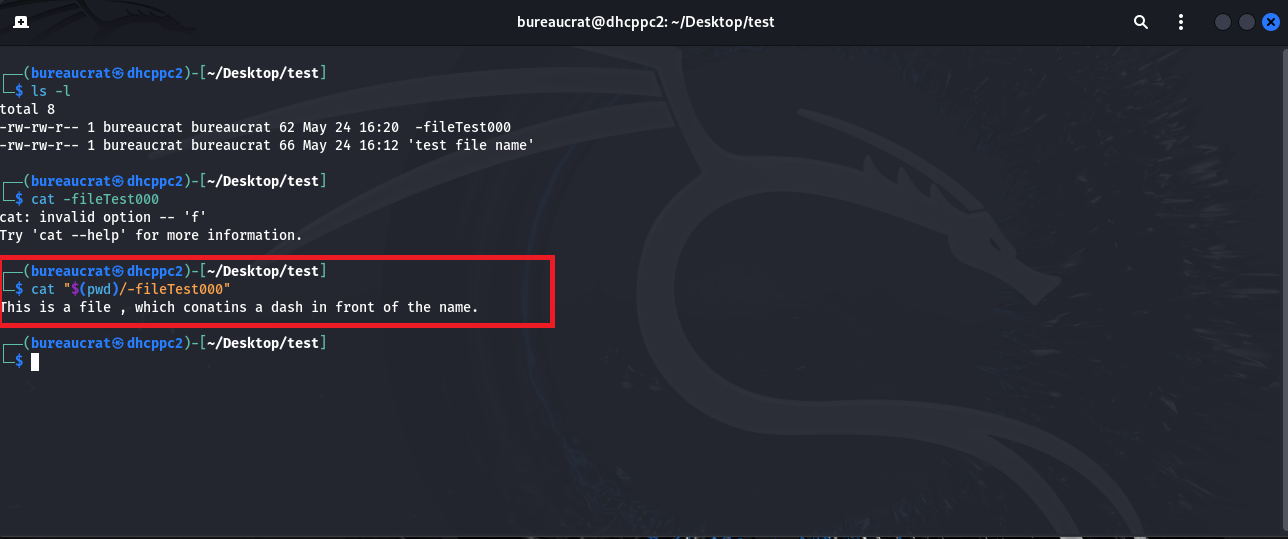 bureaucrat@dhcppc2: ~/Desktop/test
┌──(bureaucrat㉿dhcppc2)-[~/Desktop/test]
└─$ ls -l
total 8
-rw-rw-r-- 1 bureaucrat bureaucrat 62 May 24 16:20  -fileTest000
-rw-rw-r-- 1 bureaucrat bureaucrat 66 May 24 16:12 'test file name'
┌──(bureaucrat㉿dhcppc2)-[~/Desktop/test]
└─$ cat -fileTest000
cat: invalid option -- 'f'
Try 'cat --help' for more information.
┌──(bureaucrat㉿dhcppc2)-[~/Desktop/test]
└─$ cat "$(pwd)/-fileTest000"
This is a file , which conatins a dash in front of the name.
┌──(bureaucrat㉿dhcppc2)-[~/Desktop/test]
└─$